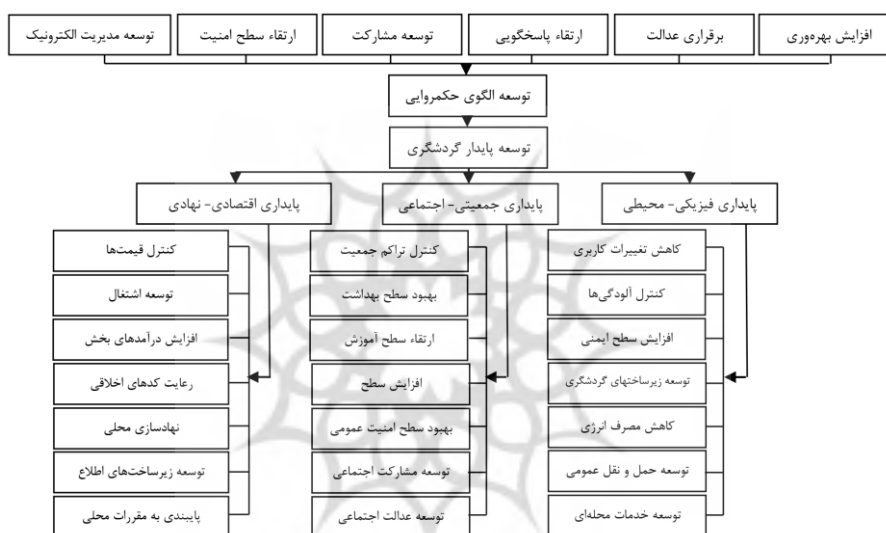 افزایش بهره‌وری
برقراری عدالت
ارتقاء پاسخگویی
توسعه مشارکت
ارتقاء سطح امنیت
توسعه مدیریت الکترونیک
توسعه الگوی حکمروایی
توسعه پایدار گردشگری
پایداری فیزیکی- محیطی
پایداری جمعیتی- اجتماعی
پایداری اقتصادی- نهادی
کاهش تغییرات کاربری
کنترل آلودگی‌ها
افزایش سطح ایمنی
توسعه زیرساختهای گردشگری
کاهش مصرف انرژی
توسعه حمل و نقل عمومی
توسعه خدمات محله‌ای
کنترل تراکم جمعیت
بهبود سطح بهداشت
ارتقاء سطح آموزش
افزایش سطح
بهبود سطح امنیت عمومی
توسعه مشارکت اجتماعی
توسعه عدالت اجتماعی
کنترل قیمت‌ها
توسعه اشتغال
افزایش درآمدهای بخش
رعایت کدهای اخلاقی
نهادسازی محلی
توسعه زیرساخت‌های اطلاع
پایبندی به مقررات محلی